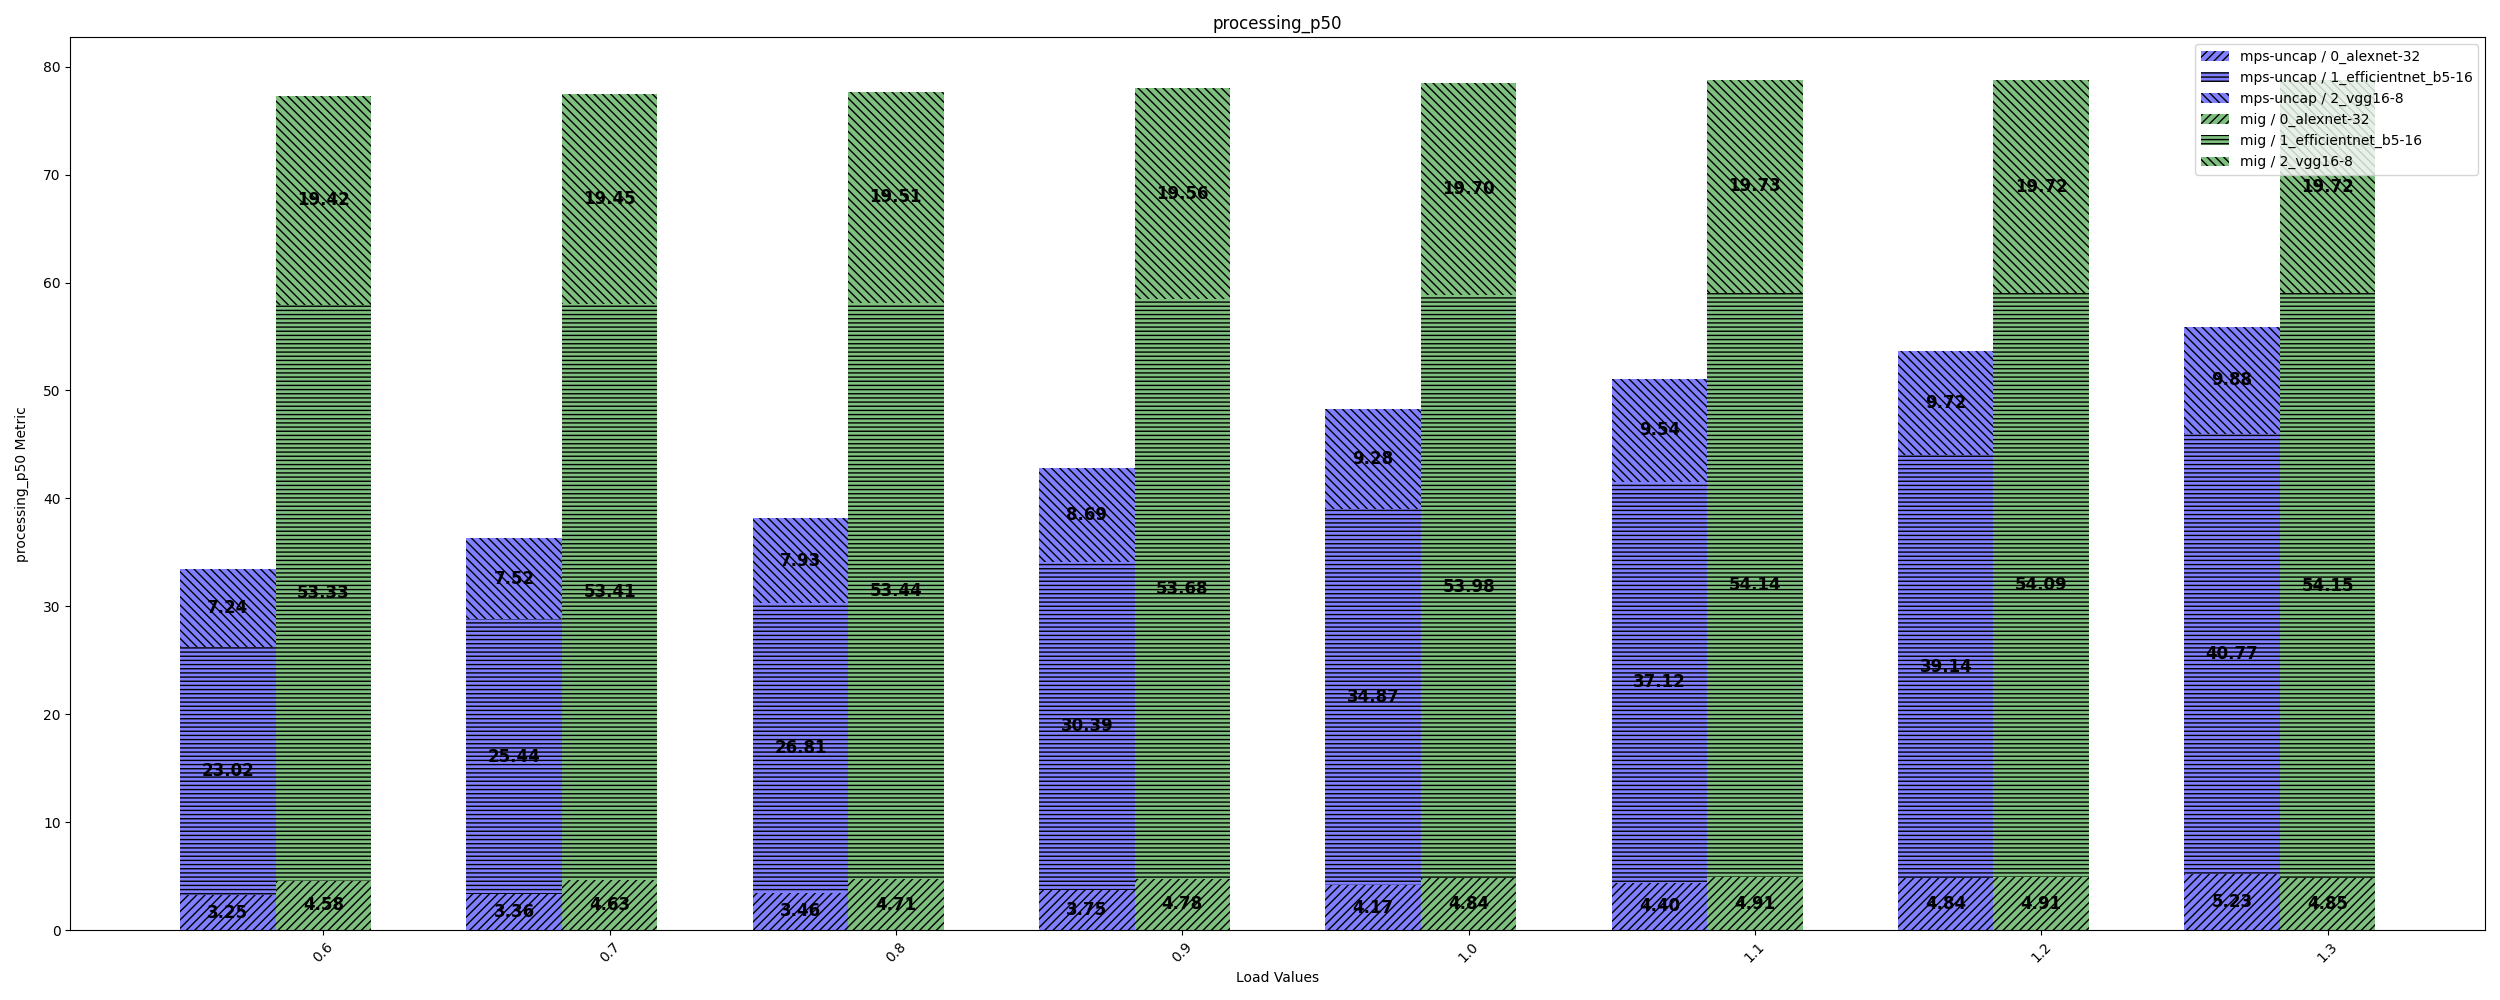 processing_p50
mps-uncap / 0_alexnet-32
mps-uncap / 1_efficientnet_b5-16
mps-uncap / 2_vgg16-8
mig / 0_alexnet-32
mig / 1_efficientnet_b5-16
mig / 2_vgg16-8
processing_p50 Metric
80
70
60
50
40
30
20
10
0
19.42 19.45 19.51 19.56 19.70 19.73 19.72 19.72
7.24 7.52 7.93 8.69 9.28 9.54 9.72 9.88
53.33 53.41 53.44 53.68 53.98 54.14 54.09 54.15
23.02 25.44 26.81 30.39 34.87 37.12 39.14 40.77
3.25 4.58 3.36 4.63 3.46 4.71 3.75 4.78 4.17 4.84 4.40 4.91 4.84 4.91 5.23 4.85
0.6 0.7 0.8 0.9 1.0 1.1 1.2 1.3
Load Values